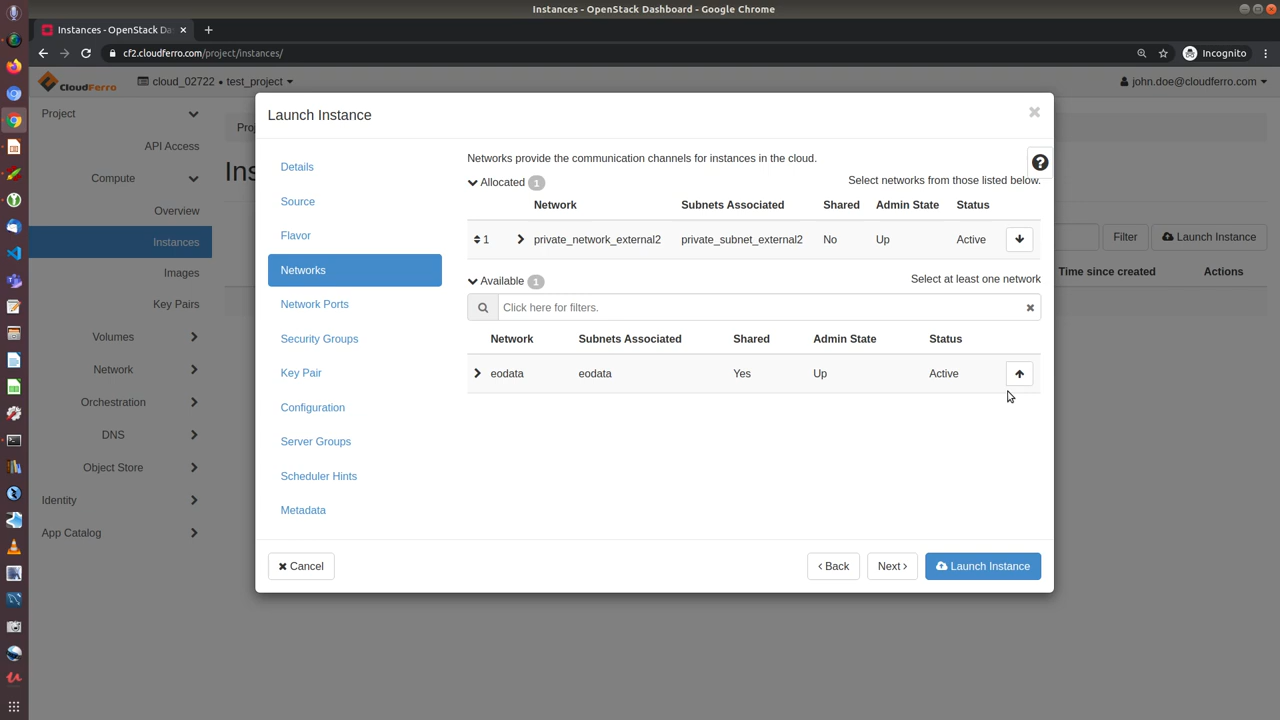 Instances - OpenStack Dashboard - Google Chrome
Instances - OpenStack Da
cf2.cloudferro.com/project/instances/
Incognito
CloudFerro
cloud_02722 • test_project
john.doe@cloudferro.com
Project
API Access
Compute
Overview
Instances
Images
Key Pairs
Volumes
Network
Orchestration
DNS
Object Store
Identity
App Catalog
Proj
Ins
Filter
Launch Instance
Time since created
Actions
Launch Instance
Details
Source
Flavor
Networks
Network Ports
Security Groups
Key Pair
Configuration
Server Groups
Scheduler Hints
Metadata
Networks provide the communication channels for instances in the cloud.
Allocated 1
Select networks from those listed below.
Network Subnets Associated Shared Admin State Status
1 private_network_external2 private_subnet_external2 No Up Active
Available 1
Select at least one network
Click here for filters.
Network Subnets Associated Shared Admin State Status
eodata eodata Yes Up Active
Cancel
Back
Next
Launch Instance